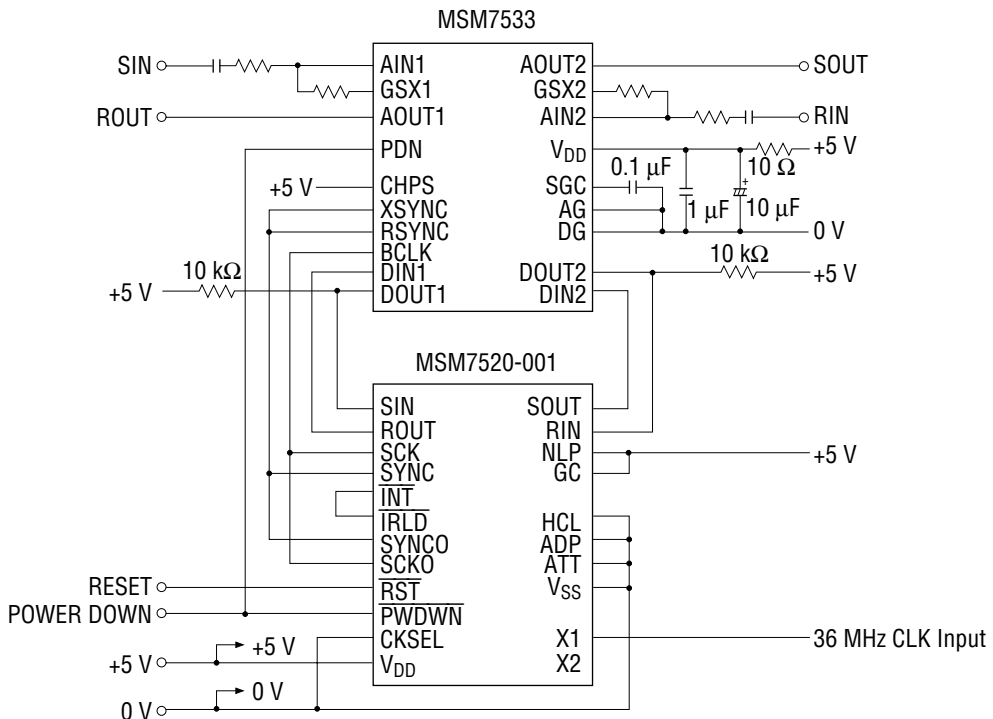 MSM7533
SIN AIN1 AOUT2 SOUT
GSX1 GSX2
ROUT AOUT1 AIN2 RIN
PDN VDD 10 Ω +5 V
+5 V CHPS SGC 0.1 μF 1 μF + 10 μF
XSYNC AG
RSYNC DG 0 V
BCLK
10 kΩ
DIN1 DOUT2 +5 V
+5 V 10 kΩ DOUT1 DIN2
MSM7520-001
SIN SOUT
ROUT RIN
SCK NLP +5 V
SYNC GC
INT
IRLD HCL
SYNCO ADP
SCKO ATT
RESET RST VSS
POWER DOWN PWDWN
CKSEL X1 36 MHz CLK Input
+5 V
+5 V VDD X2
0 V
0 V